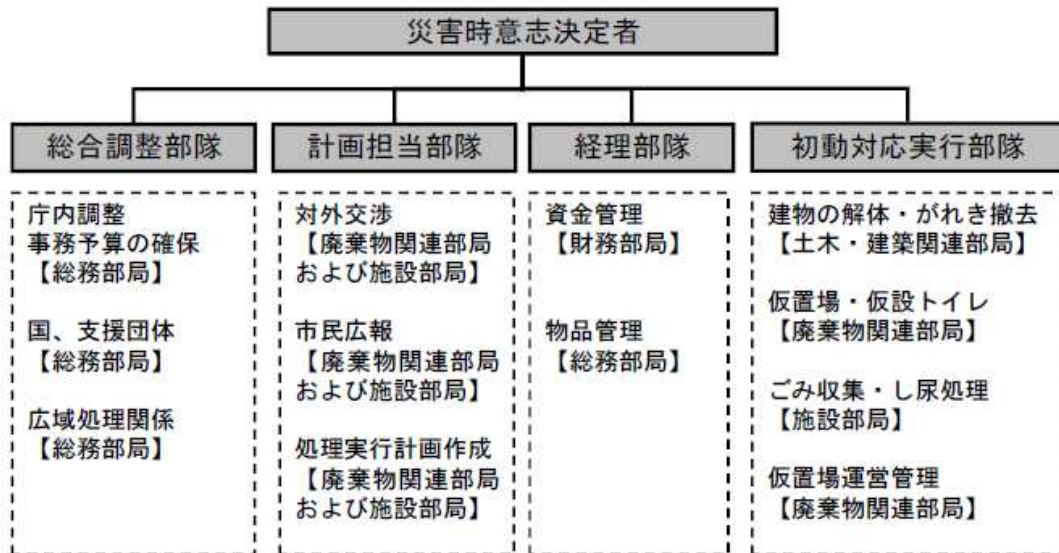 災害時意志決定者
総合調整部隊
計画担当部隊
経理部隊
初動対応実行部隊
庁内調整
事務予算の確保
【総務部局】
国、支援団体
【総務部局】
広域処理関係
【総務部局】
対外交渉
【廃棄物関連部局
および施設部局】
市民広報
【廃棄物関連部局
および施設部局】
処理実行計画作成
【廃棄物関連部局
および施設部局】
資金管理
【財務部局】
物品管理
【総務部局】
建物の解体・がれき撤去
【土木・建築関連部局】
仮置場・仮設トイレ
【廃棄物関連部局】
ごみ収集・し尿処理
【施設部局】
仮置場運営管理
【廃棄物関連部局】